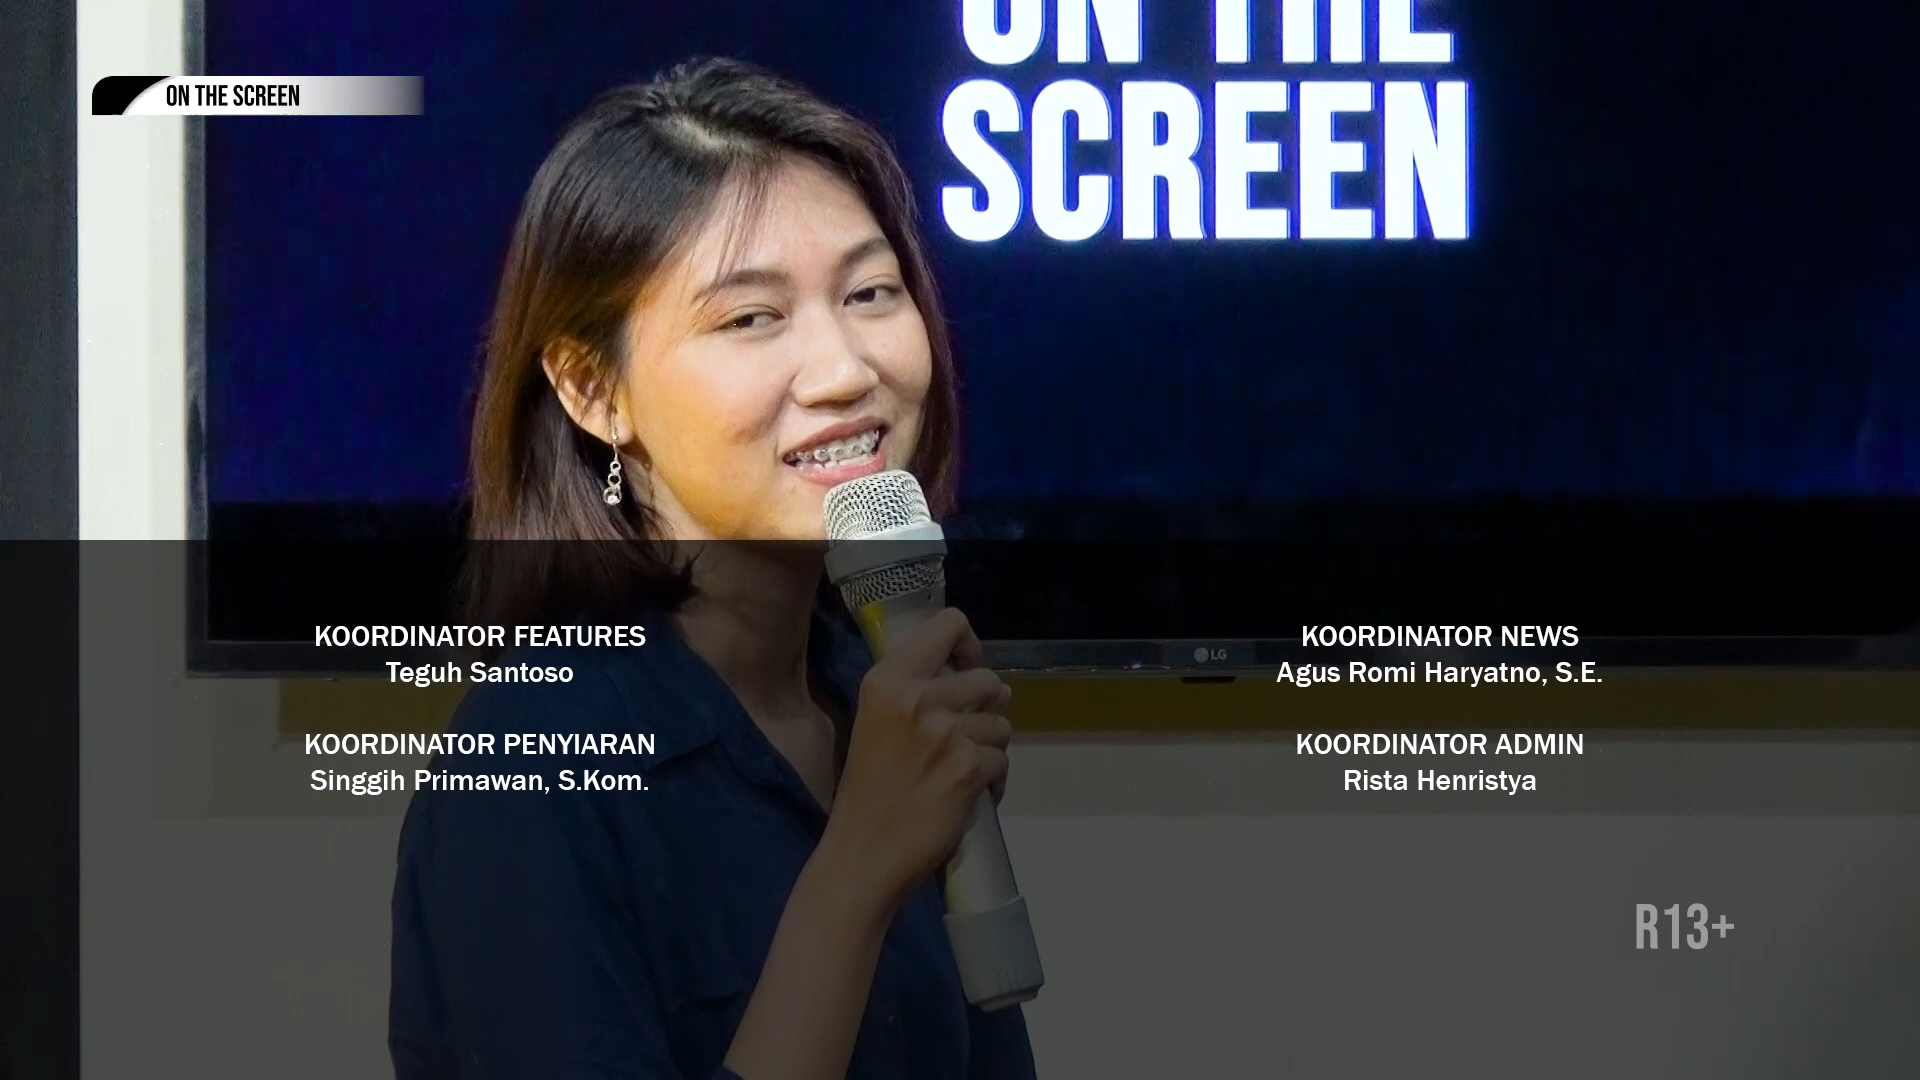 ON THE
SCREEN
ON THE SCREEN
KOORDINATOR FEATURES
Teguh Santoso
KOORDINATOR NEWS
Agus Romi Haryatno, S.E.
KOORDINATOR PENYIARAN
Singgih Primawan, S.Kom.
KOORDINATOR ADMIN
Rista Henristya
LG
R13+